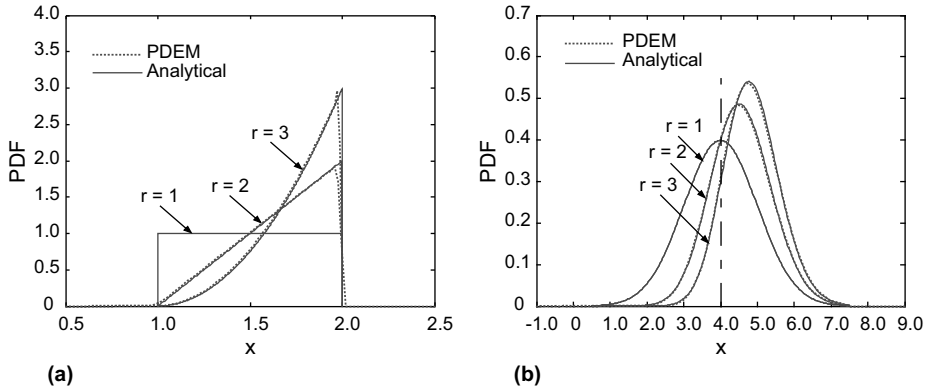 4.0
3.5
3.0
2.5
2.0
1.5
1.0
0.5
0
PDF
PDEM
Analytical
r = 3
r = 2
r = 1
0.5 1.0 1.5 2.0 2.5
x
(a)
0.7
0.6
0.5
0.4
0.3
0.2
0.1
0
PDF
PDEM
Analytical
r = 1
r = 2
r = 3
-1.0 0 1.0 2.0 3.0 4.0 5.0 6.0 7.0 8.0 9.0
x
(b)